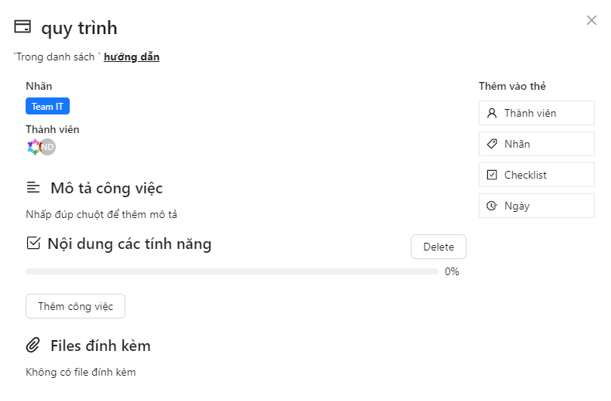 quy trình
`Trong danh sách ` hướng dẫn
Nhãn
Team IT
Thành viên
ND
Mô tả công việc
Nhấp đúp chuột để thêm mô tả
Nội dung các tính năng
Delete
0%
Thêm công việc
Files đính kèm
Không có file đính kèm
Thêm vào thẻ
Thành viên
Nhãn
Checklist
Ngày